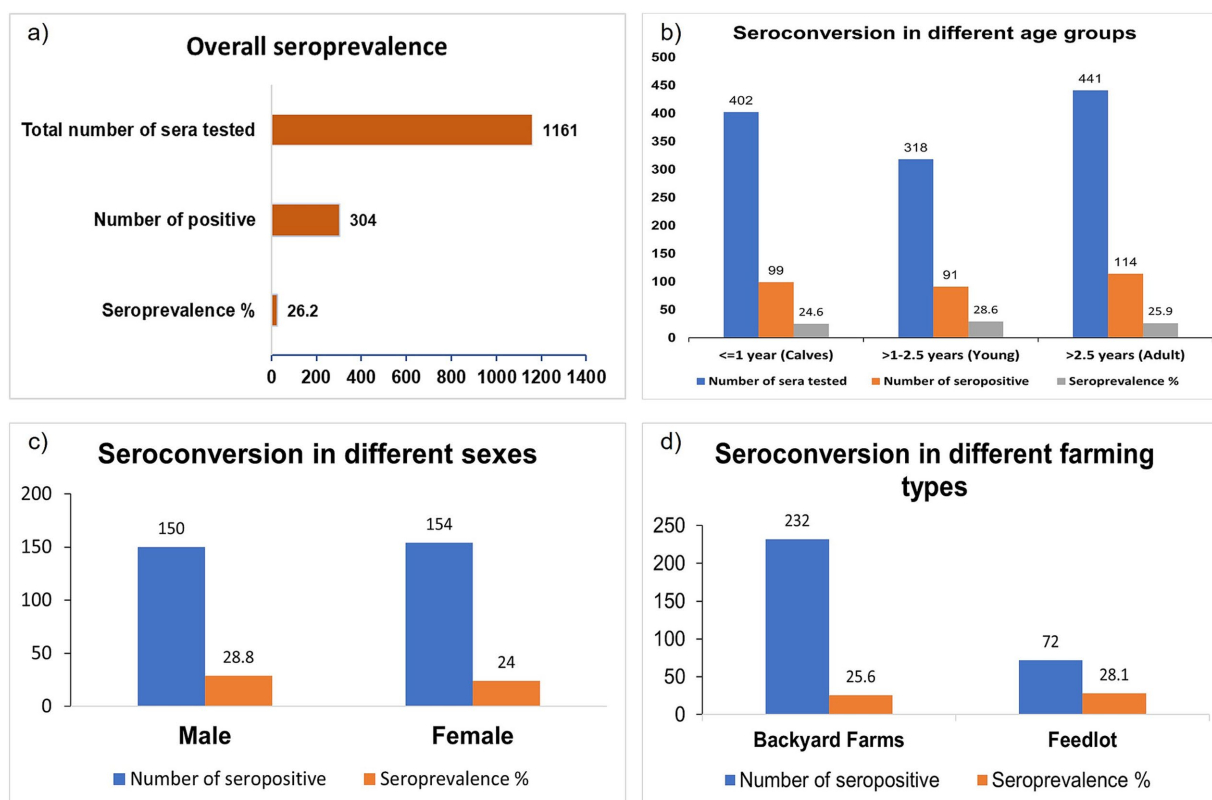 a)
Overall seroprevalence
Total number of sera tested
1161
Number of positive
304
Seroprevalence %
26.2
0 200 400 600 800 1000 1200 1400
b)
Seroconversion in different age groups
500
450
400
350
300
250
200
150
100
50
0
402
99
24.6
318
91
28.6
441
114
25.9
<=1 year (Calves) >1-2.5 years (Young) >2.5 years (Adult)
Number of sera tested Number of seropositive Seroprevalence %
c)
Seroconversion in different sexes
200
150
100
50
0
150
28.8
154
24
Male Female
Number of seropositive Seroprevalence %
d)
Seroconversion in different farming
types
250
200
150
100
50
0
232
25.6
72
28.1
Backyard Farms Feedlot
Number of seropositive Seroprevalence %